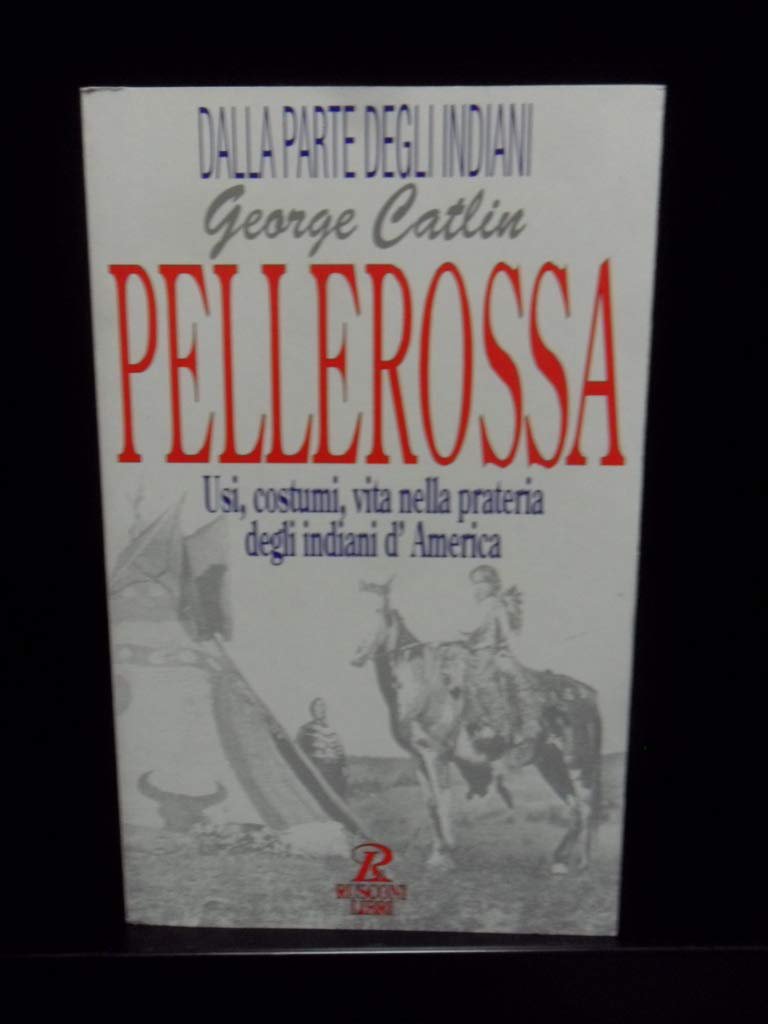 DALLA PARTE DEGLI INDIANI
George Catlin
PELLEROSSA
Usi, costumi, vita nella prateria
degli indiani d' America
R
RUSCONI
LIBRI